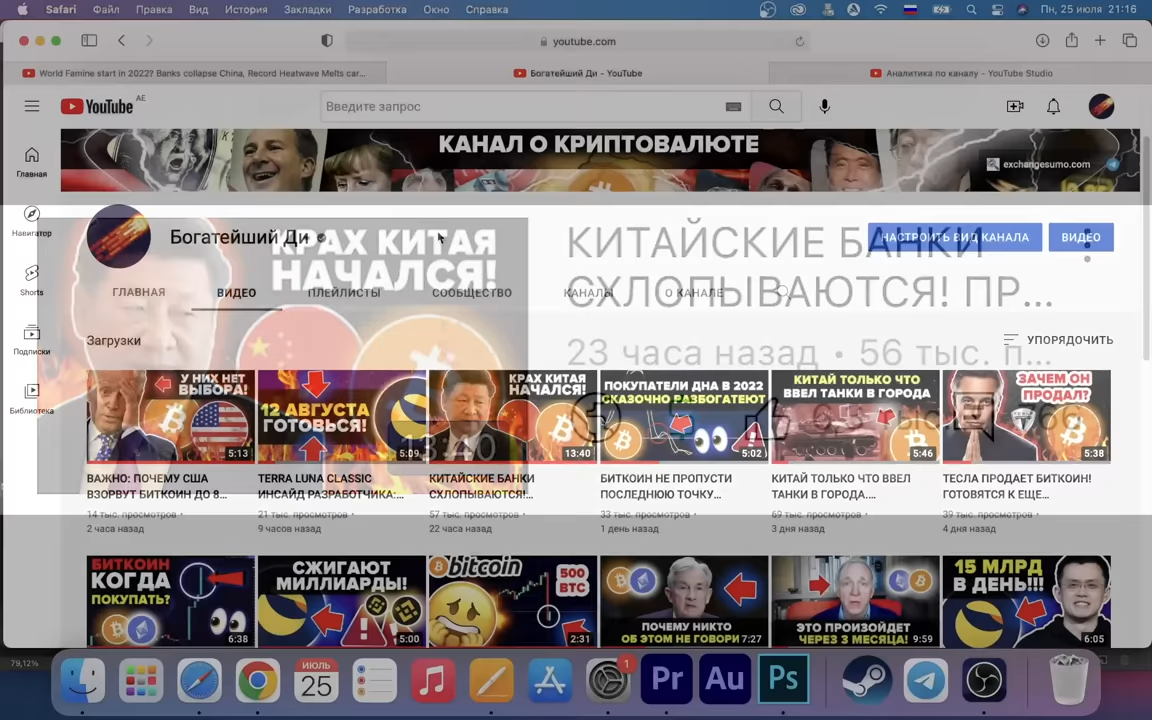 Safari Файл Правка Вид История Закладки Разработка Окно Справка
Пн, 25 июля 21:16
youtube.com
World Famine start in 2022? Banks collapse China, Record Heatwave Melts car...
Богатейший Ди - YouTube
Аналитика по каналу - YouTube Studio
YouTube AE
Введите запрос
КАНАЛ О КРИПТОВАЛЮТЕ
exchangesumo.com
Главная
Навигатор
Shorts
Подписки
Библиотека
Богатейший Ди
НАСТРОИТЬ ВИД КАНАЛА
ВИДЕО
КРАХ КИТАЯ
НАЧАЛСЯ!
КИТАЙСКИЕ БАНКИ
СХЛОПЫВАЮТСЯ! ПР...
23 часа назад • 56 тыс. п...
13:40
ГЛАВНАЯ ВИДЕО ПЛЕЙЛИСТЫ СООБЩЕСТВО КАНАЛЫ О КАНАЛЕ
Загрузки
УПОРЯДОЧИТЬ
У НИХ НЕТ
ВЫБОРА!
5:13
12 АВГУСТА
ГОТОВЬСЯ!
5:09
КРАХ КИТАЯ
НАЧАЛСЯ!
13:40
ПОКУПАТЕЛИ ДНА В 2022
СКАЗОЧНО РАЗБОГАТЕЮТ
5:02
КИТАЙ ТОЛЬКО ЧТО
ВВЕЛ ТАНКИ В ГОРОДА
5:46
ЗАЧЕМ ОН
ПРОДАЛ?
5:38
ВАЖНО: ПОЧЕМУ США
ВЗОРВУТ БИТКОИН ДО 8...
14 тыс. просмотров •
2 часа назад
TERRA LUNA CLASSIC
ИНСАЙД РАЗРАБОТЧИКА:...
21 тыс. просмотров •
9 часов назад
КИТАЙСКИЕ БАНКИ
СХЛОПЫВАЮТСЯ!...
57 тыс. просмотров •
22 часа назад
БИТКОИН НЕ ПРОПУСТИ
ПОСЛЕДНЮЮ ТОЧКУ...
33 тыс. просмотров •
1 день назад
КИТАЙ ТОЛЬКО ЧТО ВВЕЛ
ТАНКИ В ГОРОДА....
69 тыс. просмотров •
3 дня назад
ТЕСЛА ПРОДАЕТ БИТКОИН!
ГОТОВЯТСЯ К ЕЩЕ...
39 тыс. просмотров •
4 дня назад
БИТКОИН
КОГДА
ПОКУПАТЬ?
6:38
СЖИГАЮТ
МИЛЛИАРДЫ!
5:00
bitcoin
500
BTC
2:31
ПОЧЕМУ НИКТО
ОБ ЭТОМ НЕ ГОВОРИ
7:27
ЭТО ПРОИЗОЙДЕТ
ЧЕРЕЗ 3 МЕСЯЦА!
9:59
15 МЛРД
В ДЕНЬ!!!
6:05
79,12%
ИЮЛЬ
25
1
Pr
Au
Ps